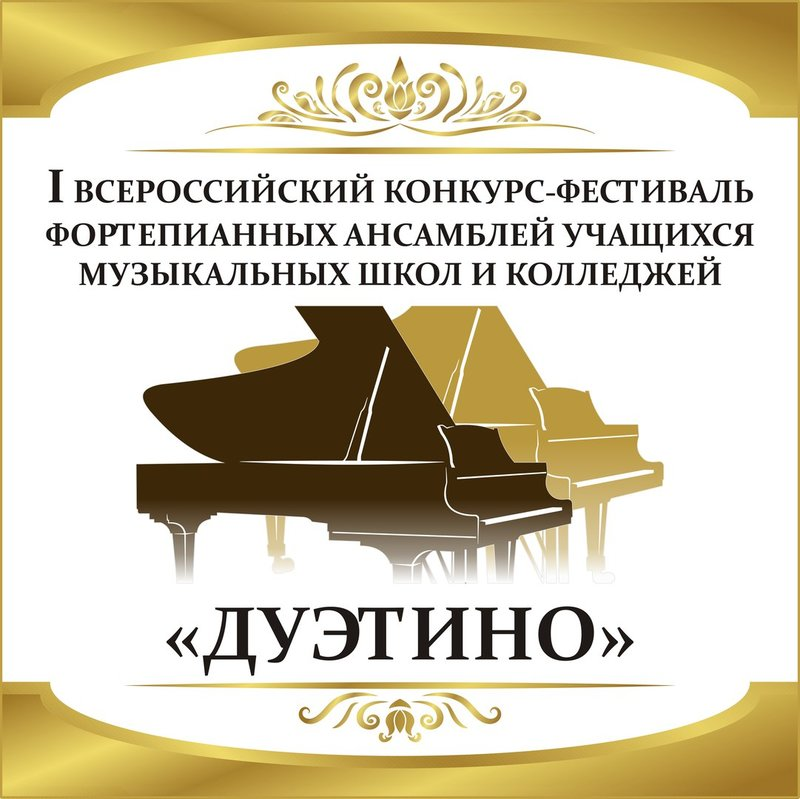 I ВСЕРОССИЙСКИЙ КОНКУРС-ФЕСТИВАЛЬ
ФОРТЕПИАННЫХ АНСАМБЛЕЙ УЧАЩИХСЯ
МУЗЫКАЛЬНЫХ ШКОЛ И КОЛЛЕДЖЕЙ
«ДУЭТИНО»